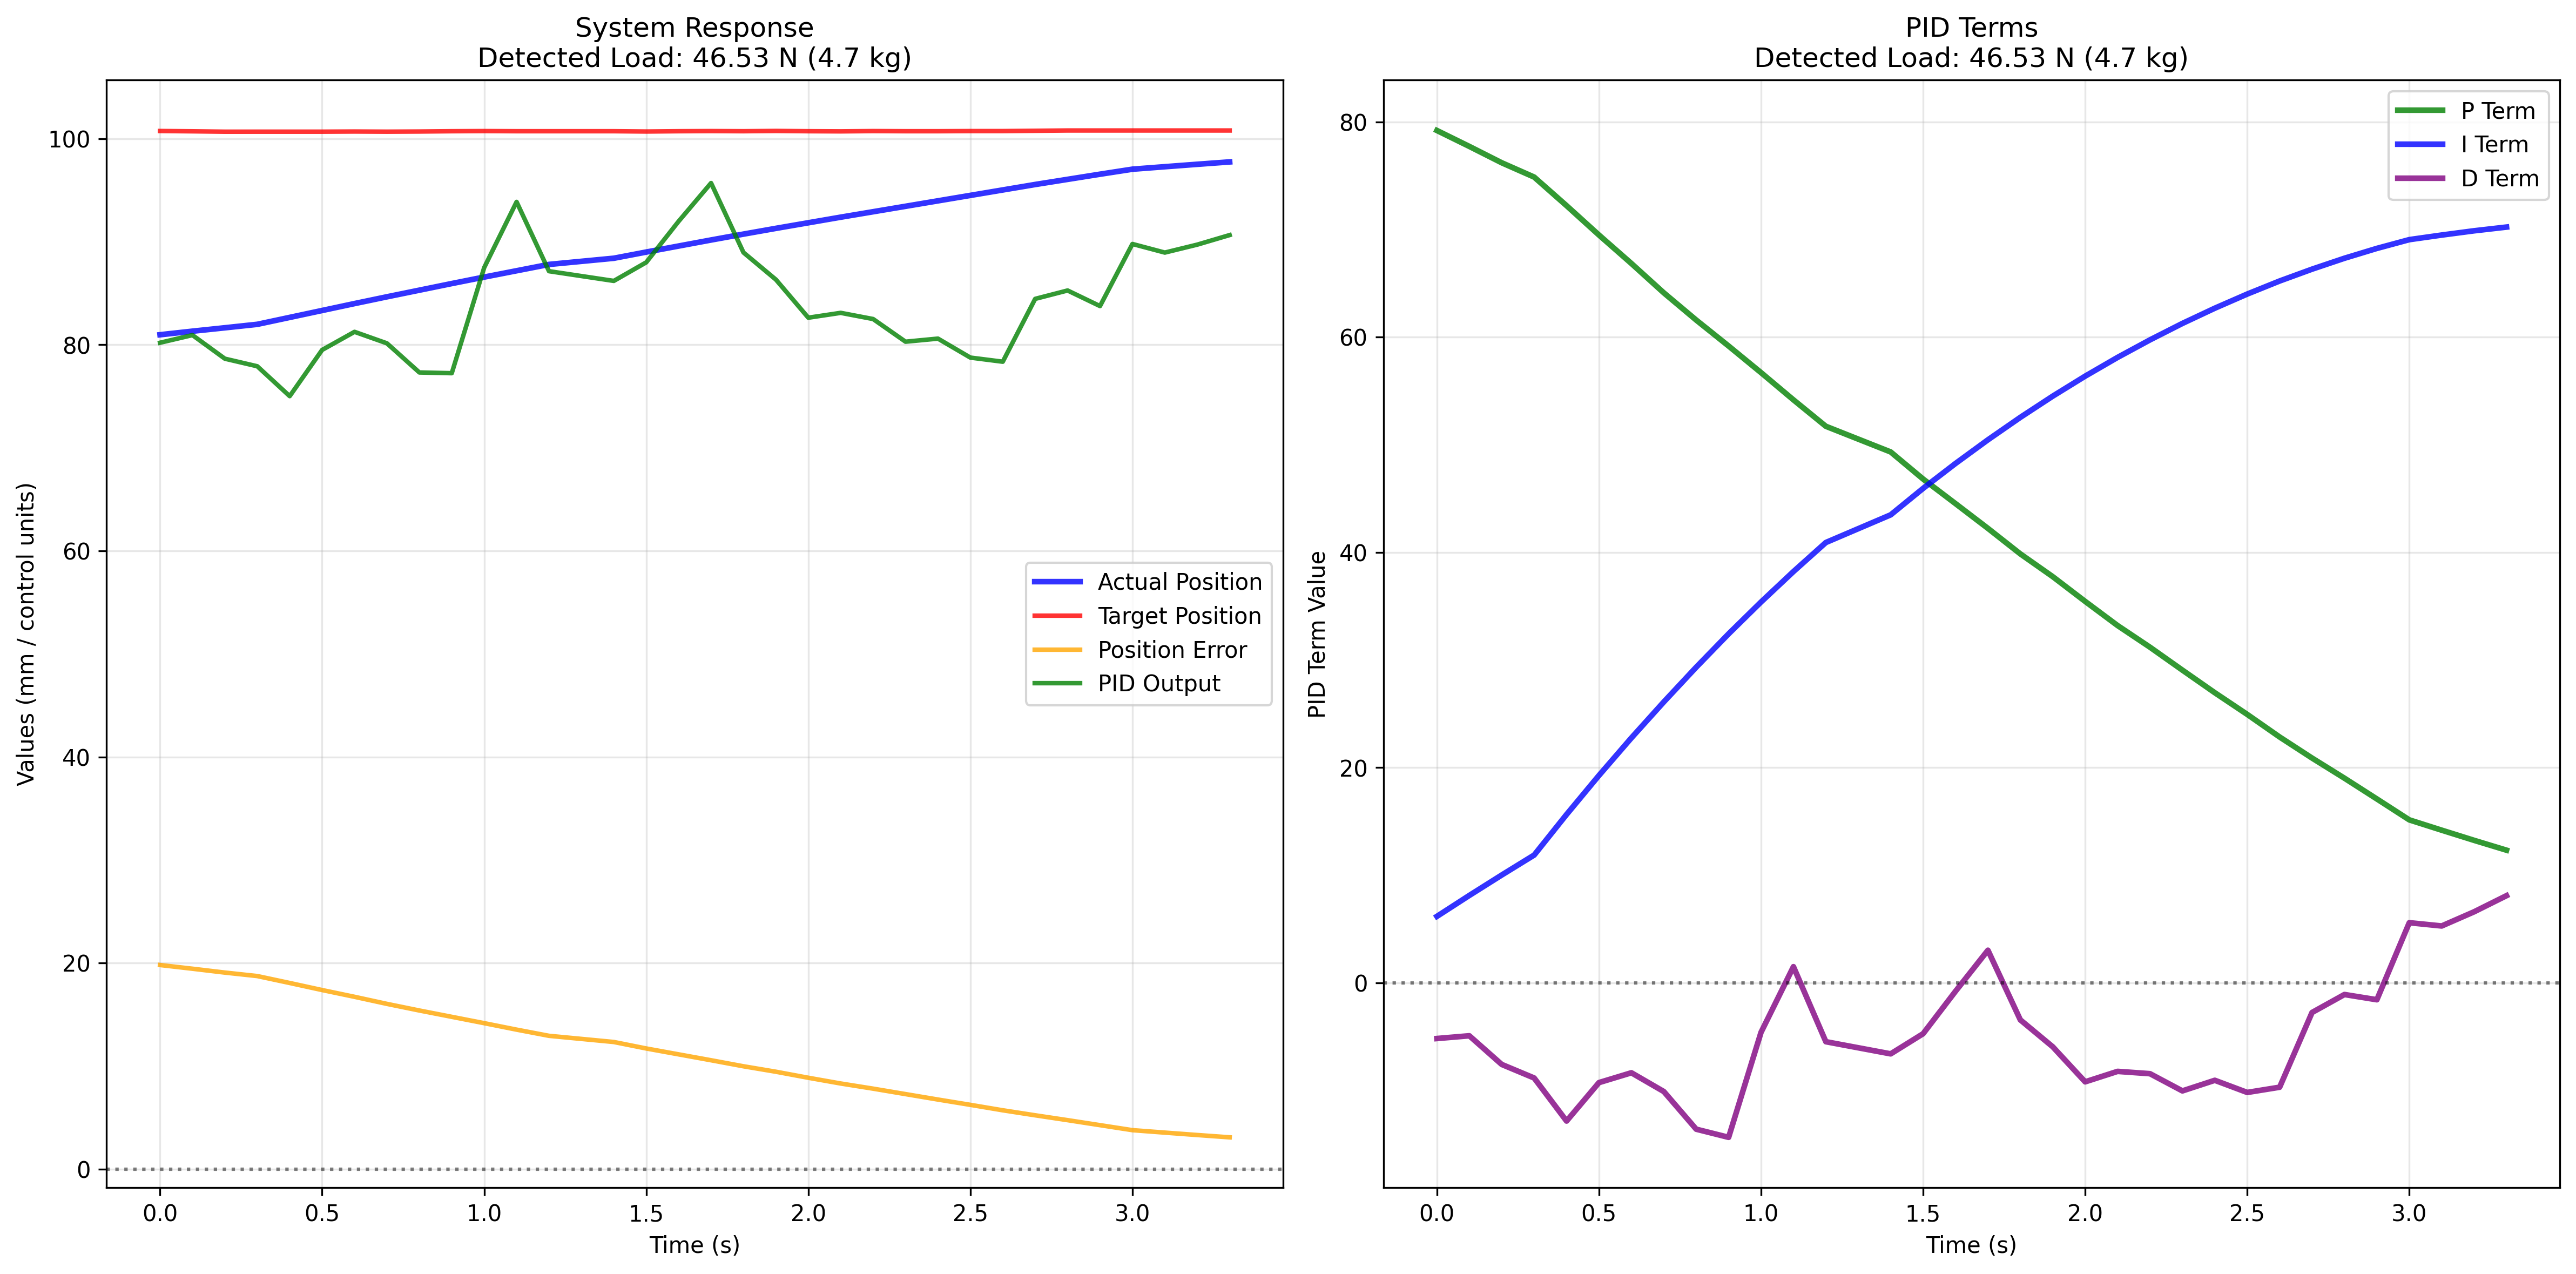 System Response
Detected Load: 46.53 N (4.7 kg)
Values (mm / control units)
100
80
60
40
20
0
Actual Position
Target Position
Position Error
PID Output
0.0 0.5 1.0 1.5 2.0 2.5 3.0
Time (s)
PID Terms
Detected Load: 46.53 N (4.7 kg)
PID Term Value
80
60
40
20
0
P Term
I Term
D Term
0.0 0.5 1.0 1.5 2.0 2.5 3.0
Time (s)